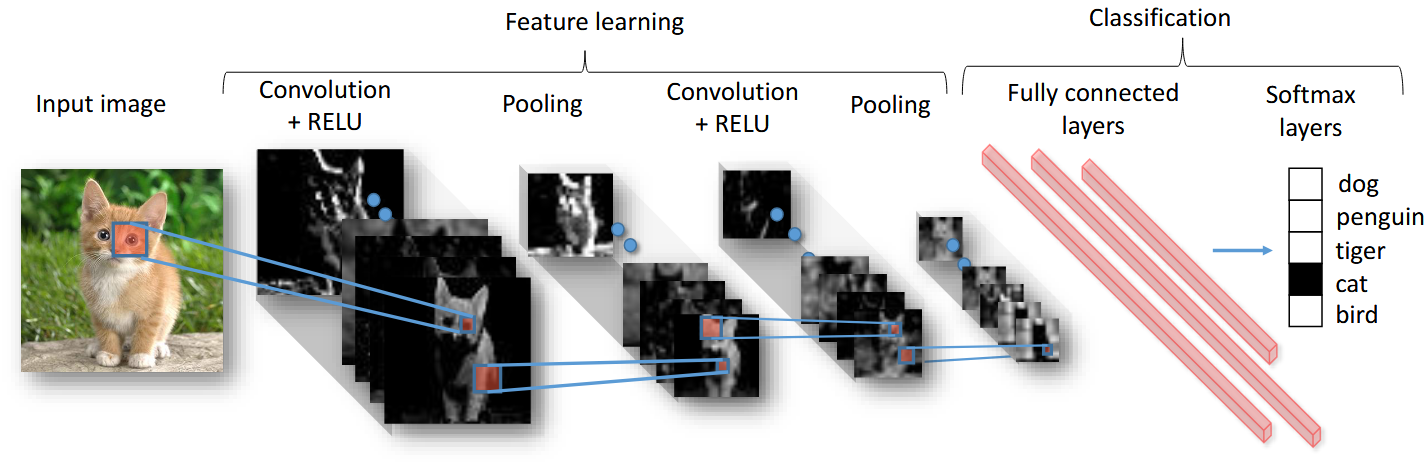 Feature learning
Classification
Input image
Convolution
+ RELU
Pooling
Convolution
+ RELU
Pooling
Fully connected
layers
Softmax
layers
dog
penguin
tiger
cat
bird